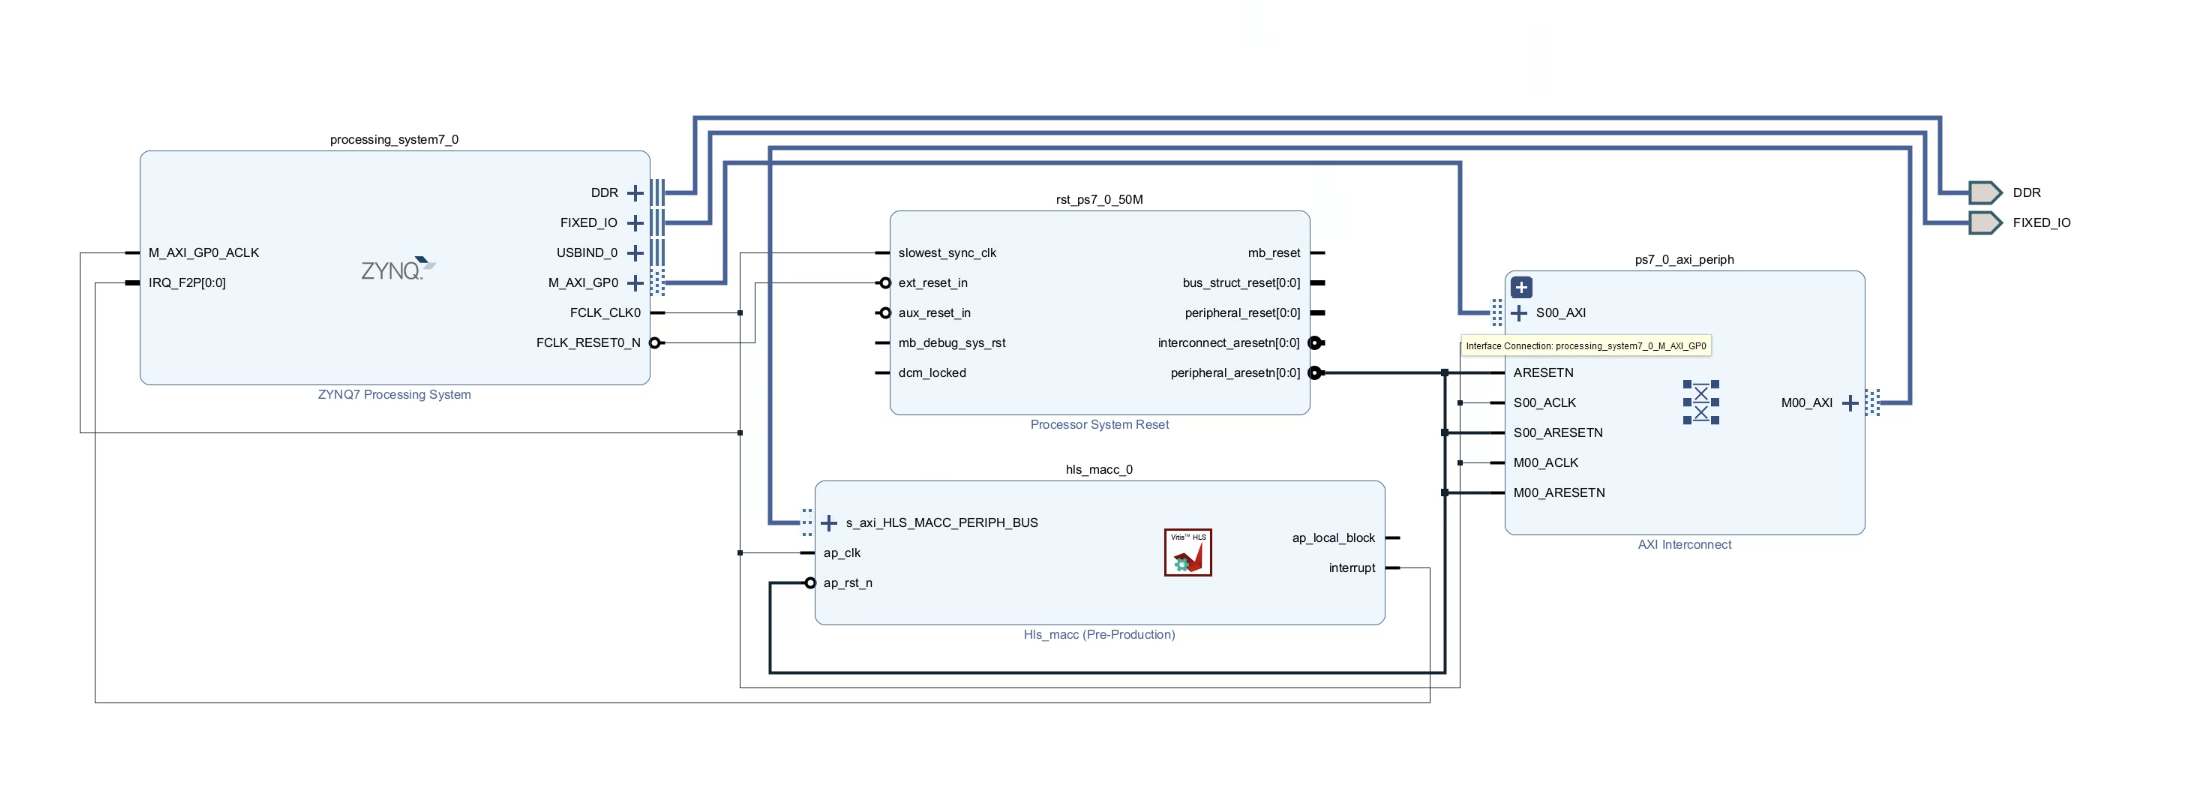 processing_system7_0
DDR
FIXED_IO
USBIND_0
M_AXI_GP0
FCLK_CLK0
FCLK_RESET0_N
M_AXI_GP0_ACLK
IRQ_F2P[0:0]
ZYNQ
ZYNQ7 Processing System
rst_ps7_0_50M
slowest_sync_clk
ext_reset_in
aux_reset_in
mb_debug_sys_rst
dcm_locked
mb_reset
bus_struct_reset[0:0]
peripheral_reset[0:0]
interconnect_aresetn[0:0]
peripheral_aresetn[0:0]
Processor System Reset
hls_macc_0
s_axi_HLS_MACC_PERIPH_BUS
ap_clk
ap_rst_n
Vitis™ HLS
ap_local_block
interrupt
Hls_macc (Pre-Production)
ps7_0_axi_periph
S00_AXI
Interface Connection: processing_system7_0_M_AXI_GP0
ARESETN
S00_ACLK
S00_ARESETN
M00_ACLK
M00_ARESETN
M00_AXI
AXI Interconnect
DDR
FIXED_IO